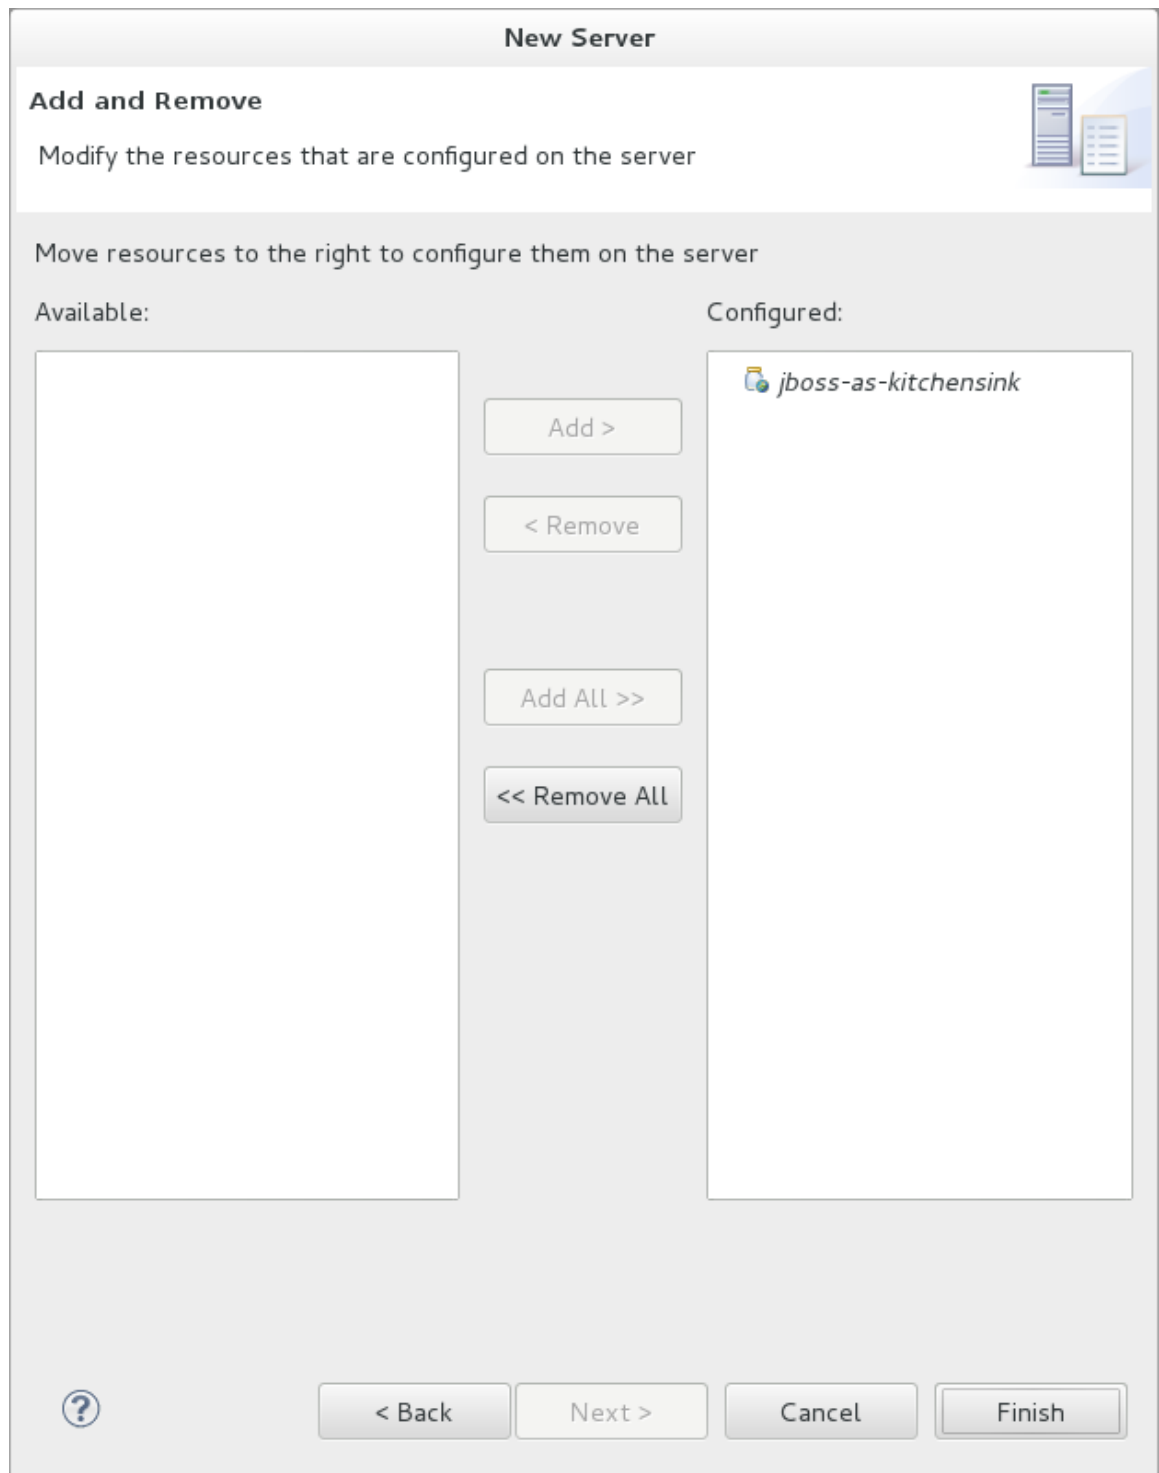 New Server
Add and Remove
Modify the resources that are configured on the server
Move resources to the right to configure them on the server
Available:
Configured:
jboss-as-kitchensink
Add >
< Remove
Add All >>
<< Remove All
?
< Back
Next >
Cancel
Finish